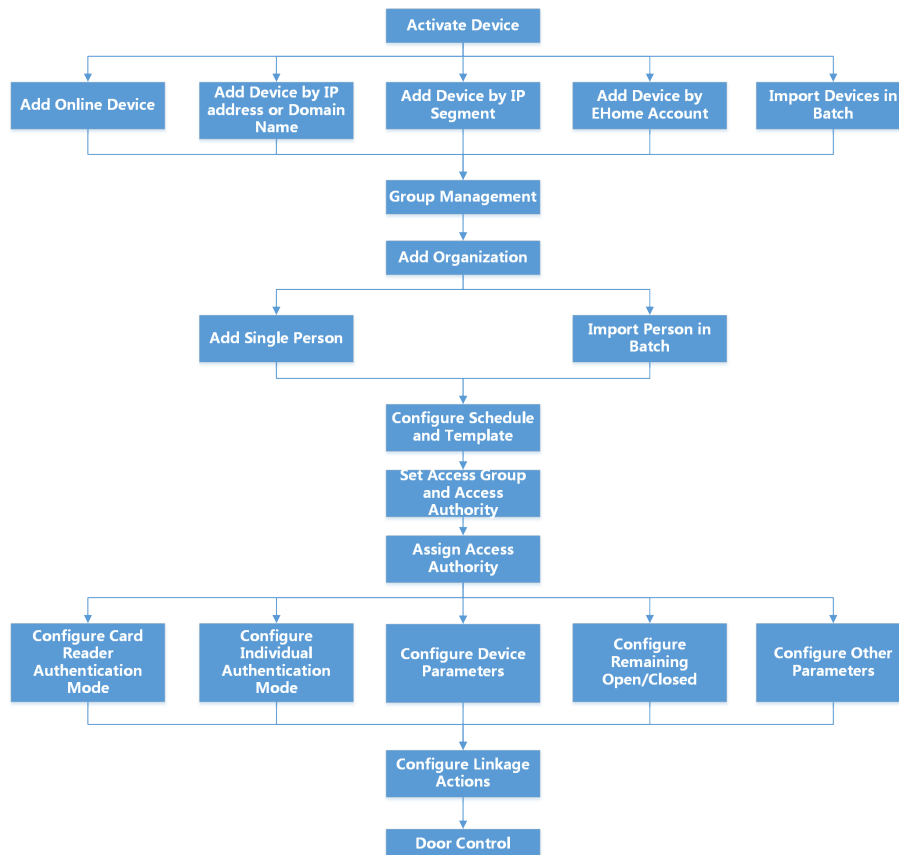 Activate Device
Add Online Device
Add Device by IP
address or Domain
Name
Add Device by IP
Segment
Add Device by
EHome Account
Import Devices in
Batch
Group Management
Add Organization
Add Single Person
Import Person in
Batch
Configure Schedule
and Template
Set Access Group
and Access
Authority
Assign Access
Authority
Configure Card
Reader
Authentication
Mode
Configure
Individual
Authentication
Mode
Configure Device
Parameters
Configure
Remaining
Open/Closed
Configure Other
Parameters
Configure Linkage
Actions
Door Control